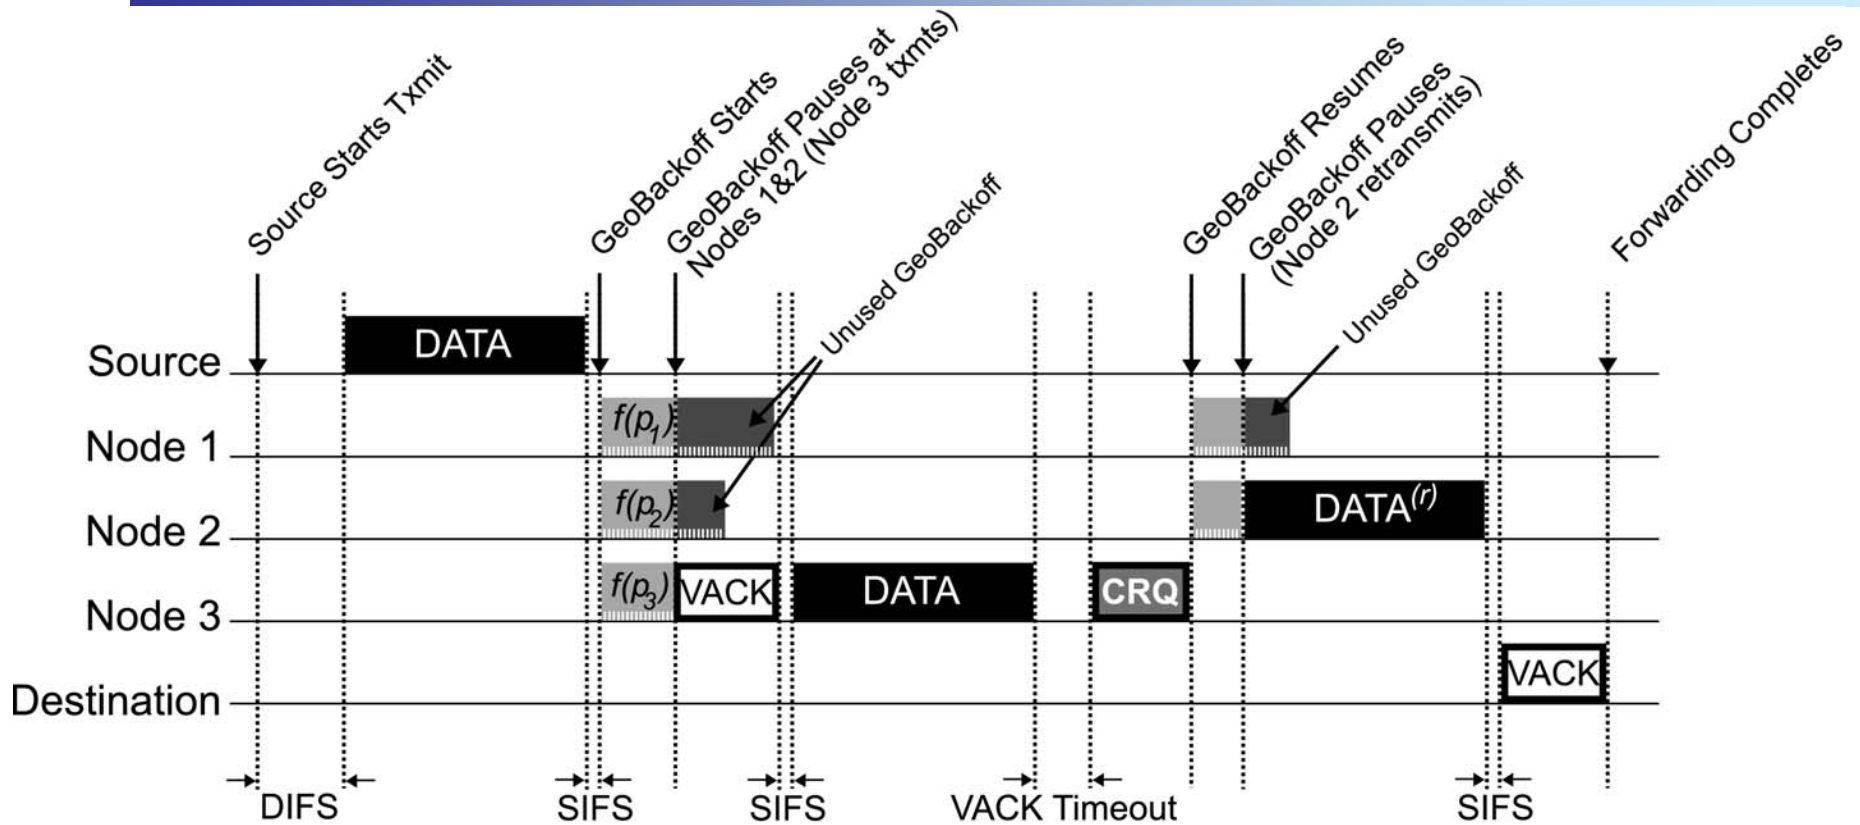 Source Starts Txmit
GeoBackoff Starts
GeoBackoff Pauses at
Nodes 1&2 (Node 3 txmts)
Unused GeoBackoff
GeoBackoff Resumes
GeoBackoff Pauses
(Node 2 retransmits)
Unused GeoBackoff
Forwarding Completes
Source
DATA
Node 1
f(p1)
Node 2
f(p2)
DATA(r)
Node 3
f(p3)
VACK
DATA
CRQ
Destination
VACK
DIFS
SIFS
SIFS
VACK Timeout
SIFS